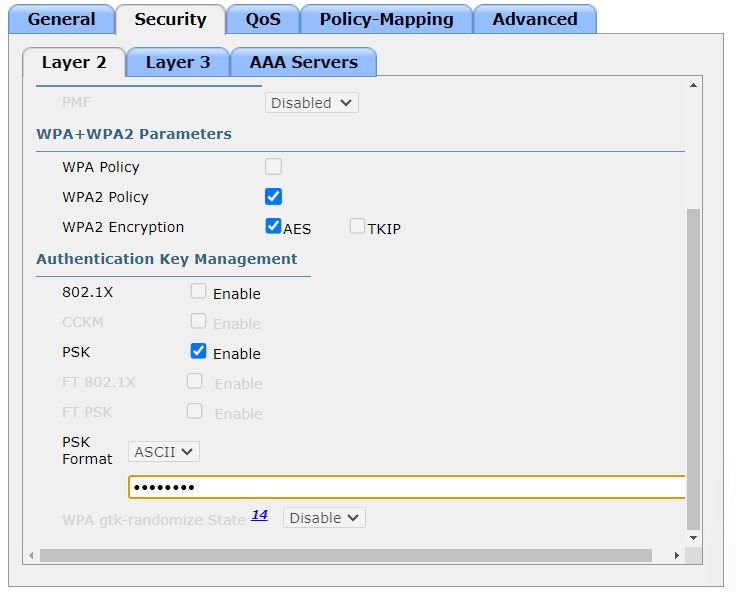 General Security QoS Policy-Mapping Advanced
Layer 2 Layer 3 AAA Servers
PMF Disabled
WPA+WPA2 Parameters
WPA Policy
WPA2 Policy
WPA2 Encryption AES TKIP
Authentication Key Management
802.1X Enable
CCKM Enable
PSK Enable
FT 802.1X Enable
FT PSK Enable
PSK
Format ASCII
••••••••
WPA gtk-randomize State 14 Disable